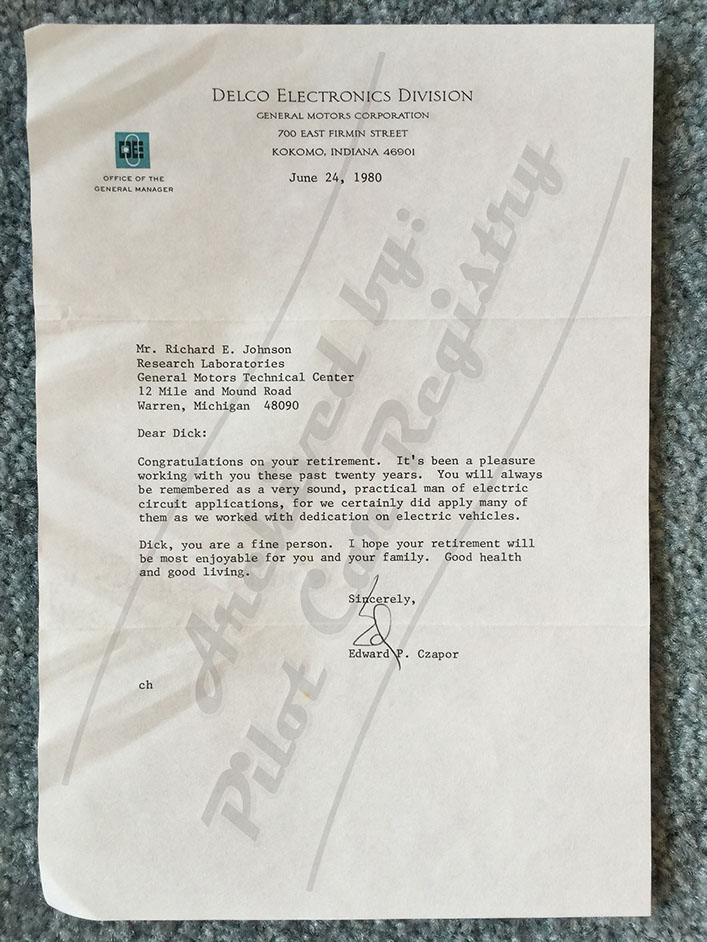 DELCO ELECTRONICS DIVISION
GENERAL MOTORS CORPORATION
700 EAST FIRMIN STREET
KOKOMO, INDIANA 46901
OFFICE OF THE
GENERAL MANAGER
June 24, 1980
Mr. Richard E. Johnson
Research Laboratories
General Motors Technical Center
12 Mile and Mound Road
Warren, Michigan 48090
Dear Dick:
Congratulations on your retirement. It's been a pleasure
working with you these past twenty years. You will always
be remembered as a very sound, practical man of electric
circuit applications, for we certainly did apply many of
them as we worked with dedication on electric vehicles.
Dick, you are a fine person. I hope your retirement will
be most enjoyable for you and your family. Good health
and good living.
Sincerely,
Ed
Edward P. Czapor
ch
Archived by:
Pilot Car Registry